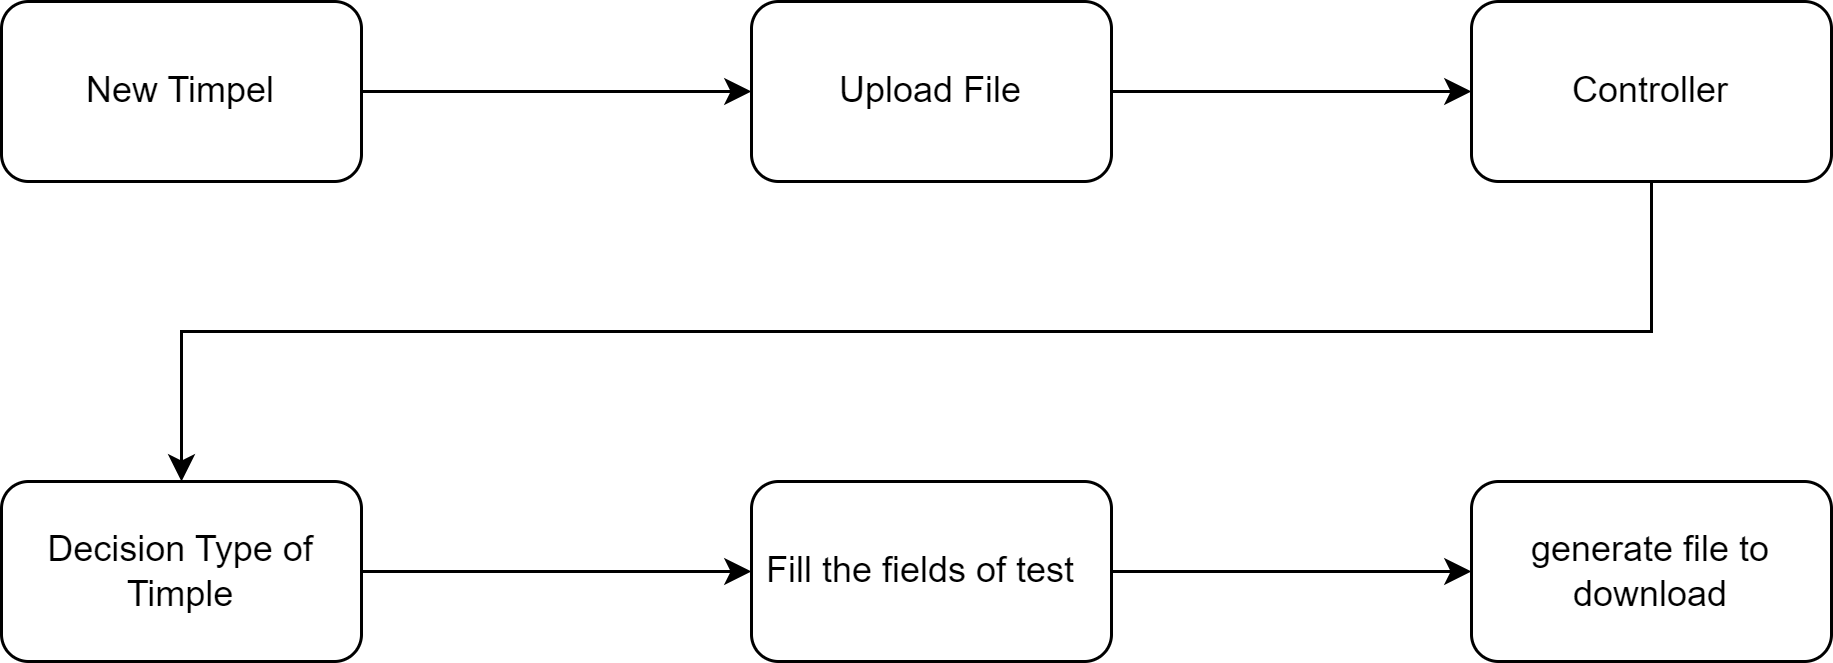 New Timpel
Upload File
Controller
Decision Type of
Timple
Fill the fields of test
generate file to
download